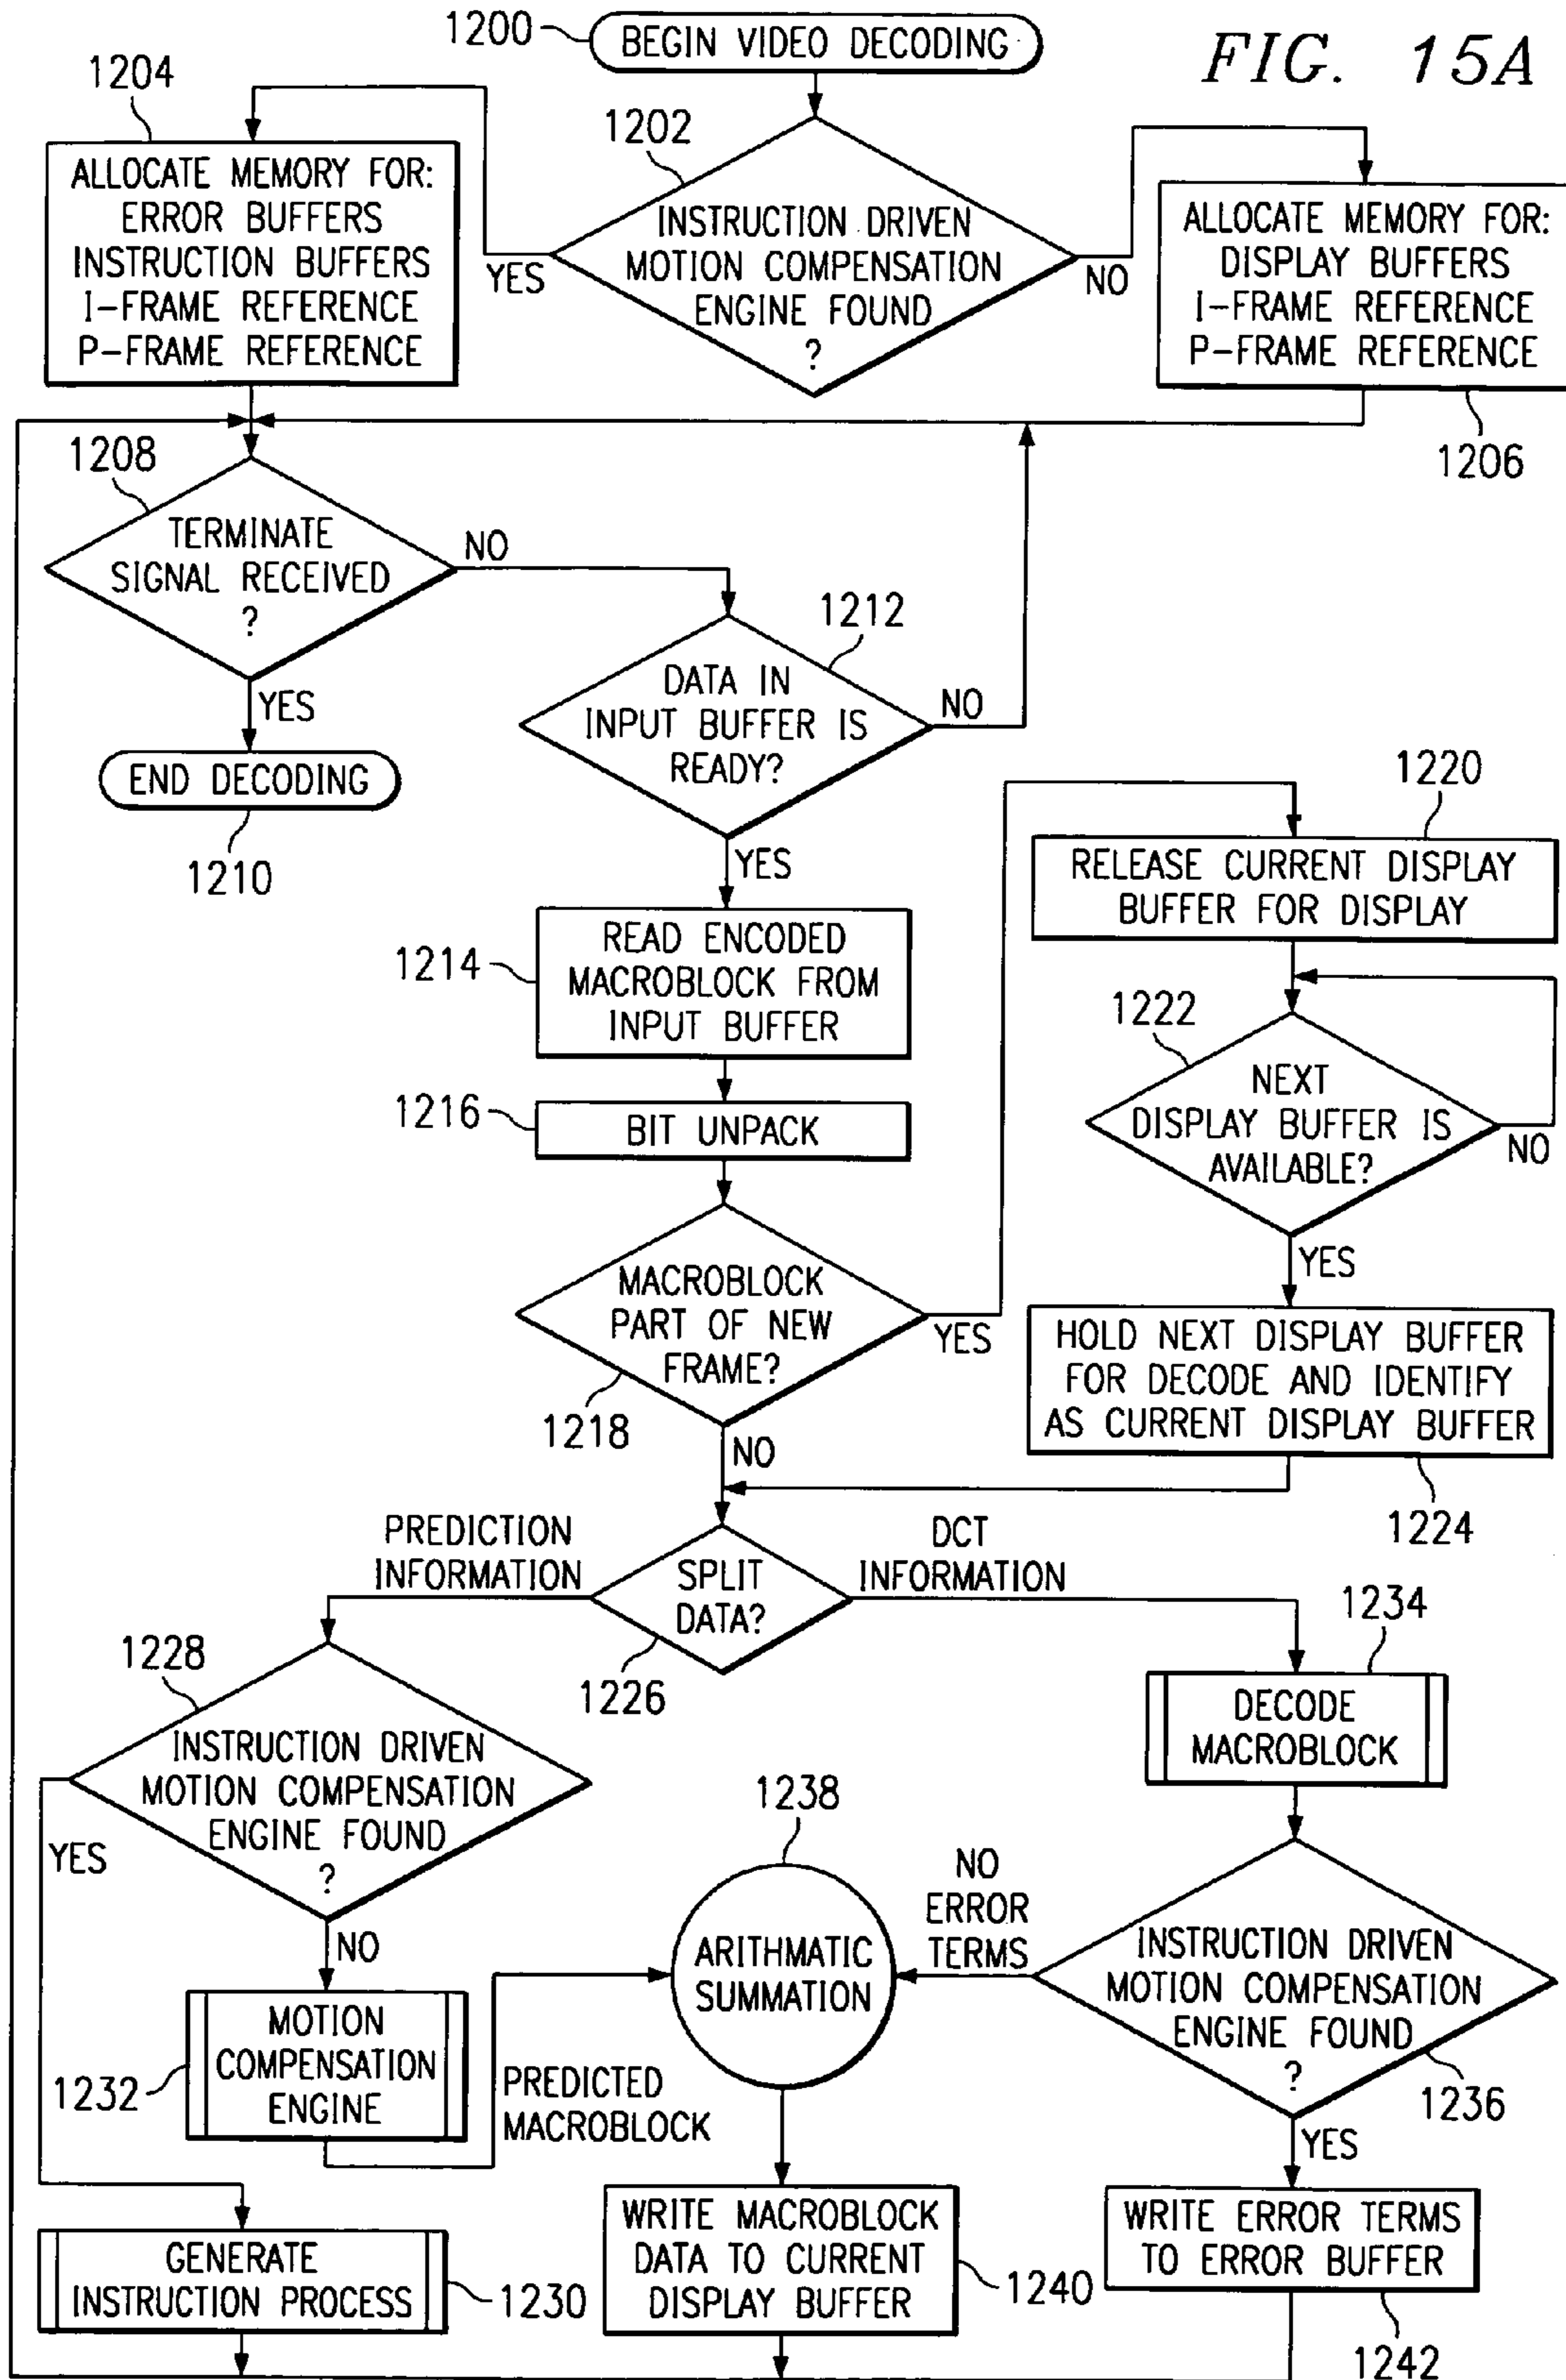 1200
BEGIN VIDEO DECODING
FIG. 15A
1204
ALLOCATE MEMORY FOR:
ERROR BUFFERS
INSTRUCTION BUFFERS
I-FRAME REFERENCE
P-FRAME REFERENCE
1202
INSTRUCTION DRIVEN
MOTION COMPENSATION
ENGINE FOUND
?
YES
NO
ALLOCATE MEMORY FOR:
DISPLAY BUFFERS
I-FRAME REFERENCE
P-FRAME REFERENCE
1206
1208
TERMINATE
SIGNAL RECEIVED
?
NO
YES
END DECODING
1210
1212
DATA IN
INPUT BUFFER IS
READY?
NO
YES
1214
READ ENCODED
MACROBLOCK FROM
INPUT BUFFER
1216
BIT UNPACK
MACROBLOCK
PART OF NEW
FRAME?
YES
1218
NO
1220
RELEASE CURRENT DISPLAY
BUFFER FOR DISPLAY
1222
NEXT
DISPLAY BUFFER IS
AVAILABLE?
NO
YES
HOLD NEXT DISPLAY BUFFER
FOR DECODE AND IDENTIFY
AS CURRENT DISPLAY BUFFER
1224
PREDICTION
INFORMATION
SPLIT
DATA?
DCT
INFORMATION
1226
1228
INSTRUCTION DRIVEN
MOTION COMPENSATION
ENGINE FOUND
?
YES
NO
1232
MOTION
COMPENSATION
ENGINE
PREDICTED
MACROBLOCK
GENERATE
INSTRUCTION PROCESS
1230
1234
DECODE
MACROBLOCK
1238
ARITHMATIC
SUMMATION
NO
ERROR
TERMS
INSTRUCTION DRIVEN
MOTION COMPENSATION
ENGINE FOUND
?
1236
YES
WRITE MACROBLOCK
DATA TO CURRENT
DISPLAY BUFFER
1240
WRITE ERROR TERMS
TO ERROR BUFFER
1242